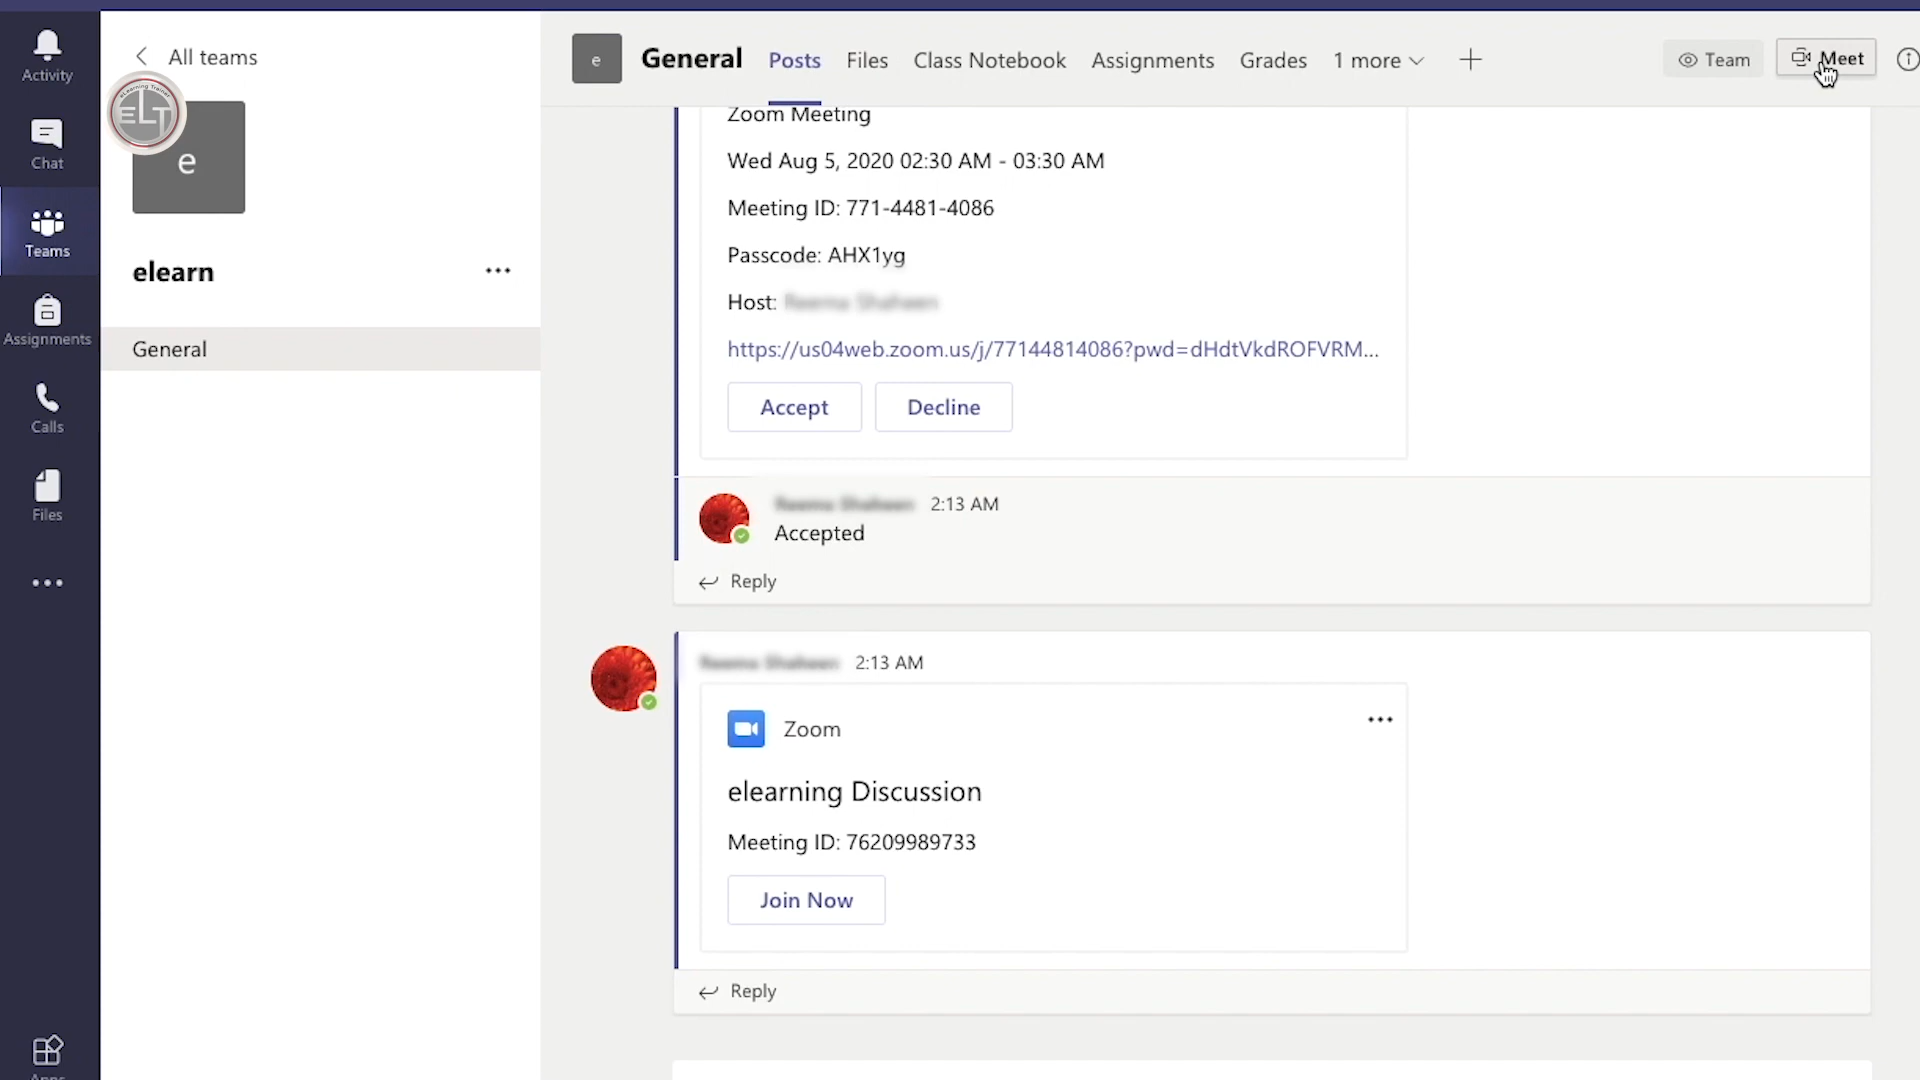 Activity
Chat
Teams
Assignments
Calls
Files
All teams
eLearning Trainer
ELT
e
elearn
General
e
General
Posts
Files
Class Notebook
Assignments
Grades
1 more
Team
Meet
Zoom Meeting
Wed Aug 5, 2020 02:30 AM - 03:30 AM
Meeting ID: 771-4481-4086
Passcode: AHX1yg
Host:
https://us04web.zoom.us/j/77144814086?pwd=dHdtVkdROFVRM...
Accept
Decline
2:13 AM
Accepted
Reply
2:13 AM
Zoom
elearning Discussion
Meeting ID: 76209989733
Join Now
Reply